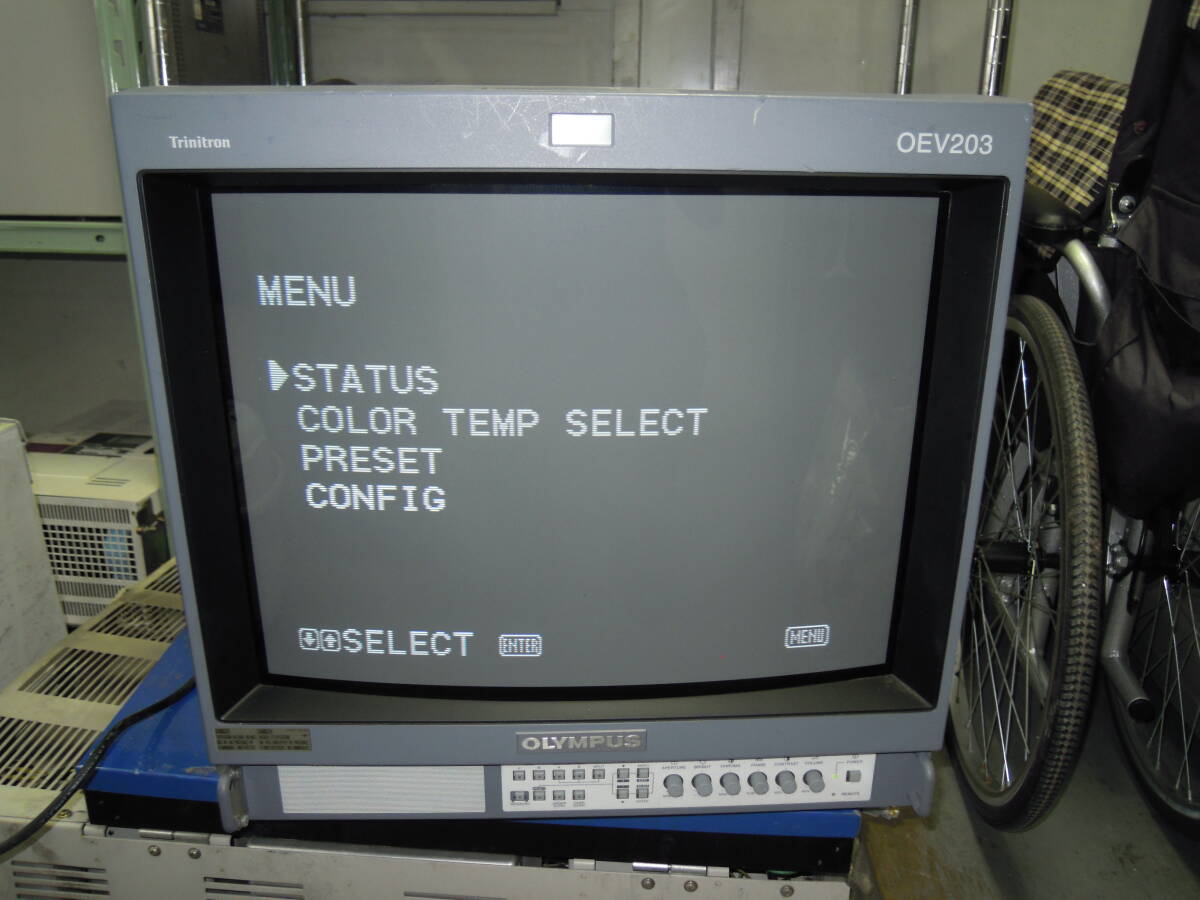 Trinitron
OEV203
MENU
STATUS
COLOR TEMP SELECT
PRESET
CONFIG
SELECT ENTER MENU
OLYMPUS
APERTURE BRIGHT CHROMA PHASE CONTRAST VOLUME POWER
REMOTE